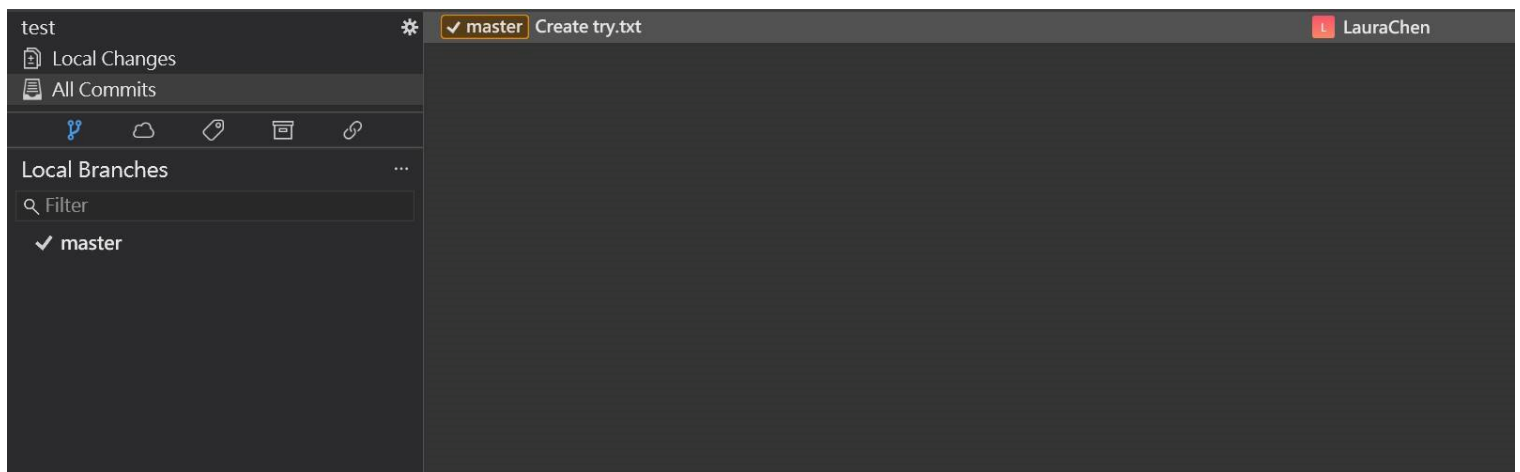 test
Local Changes
All Commits
Local Branches
...
Filter
master
master Create try.txt
L LauraChen